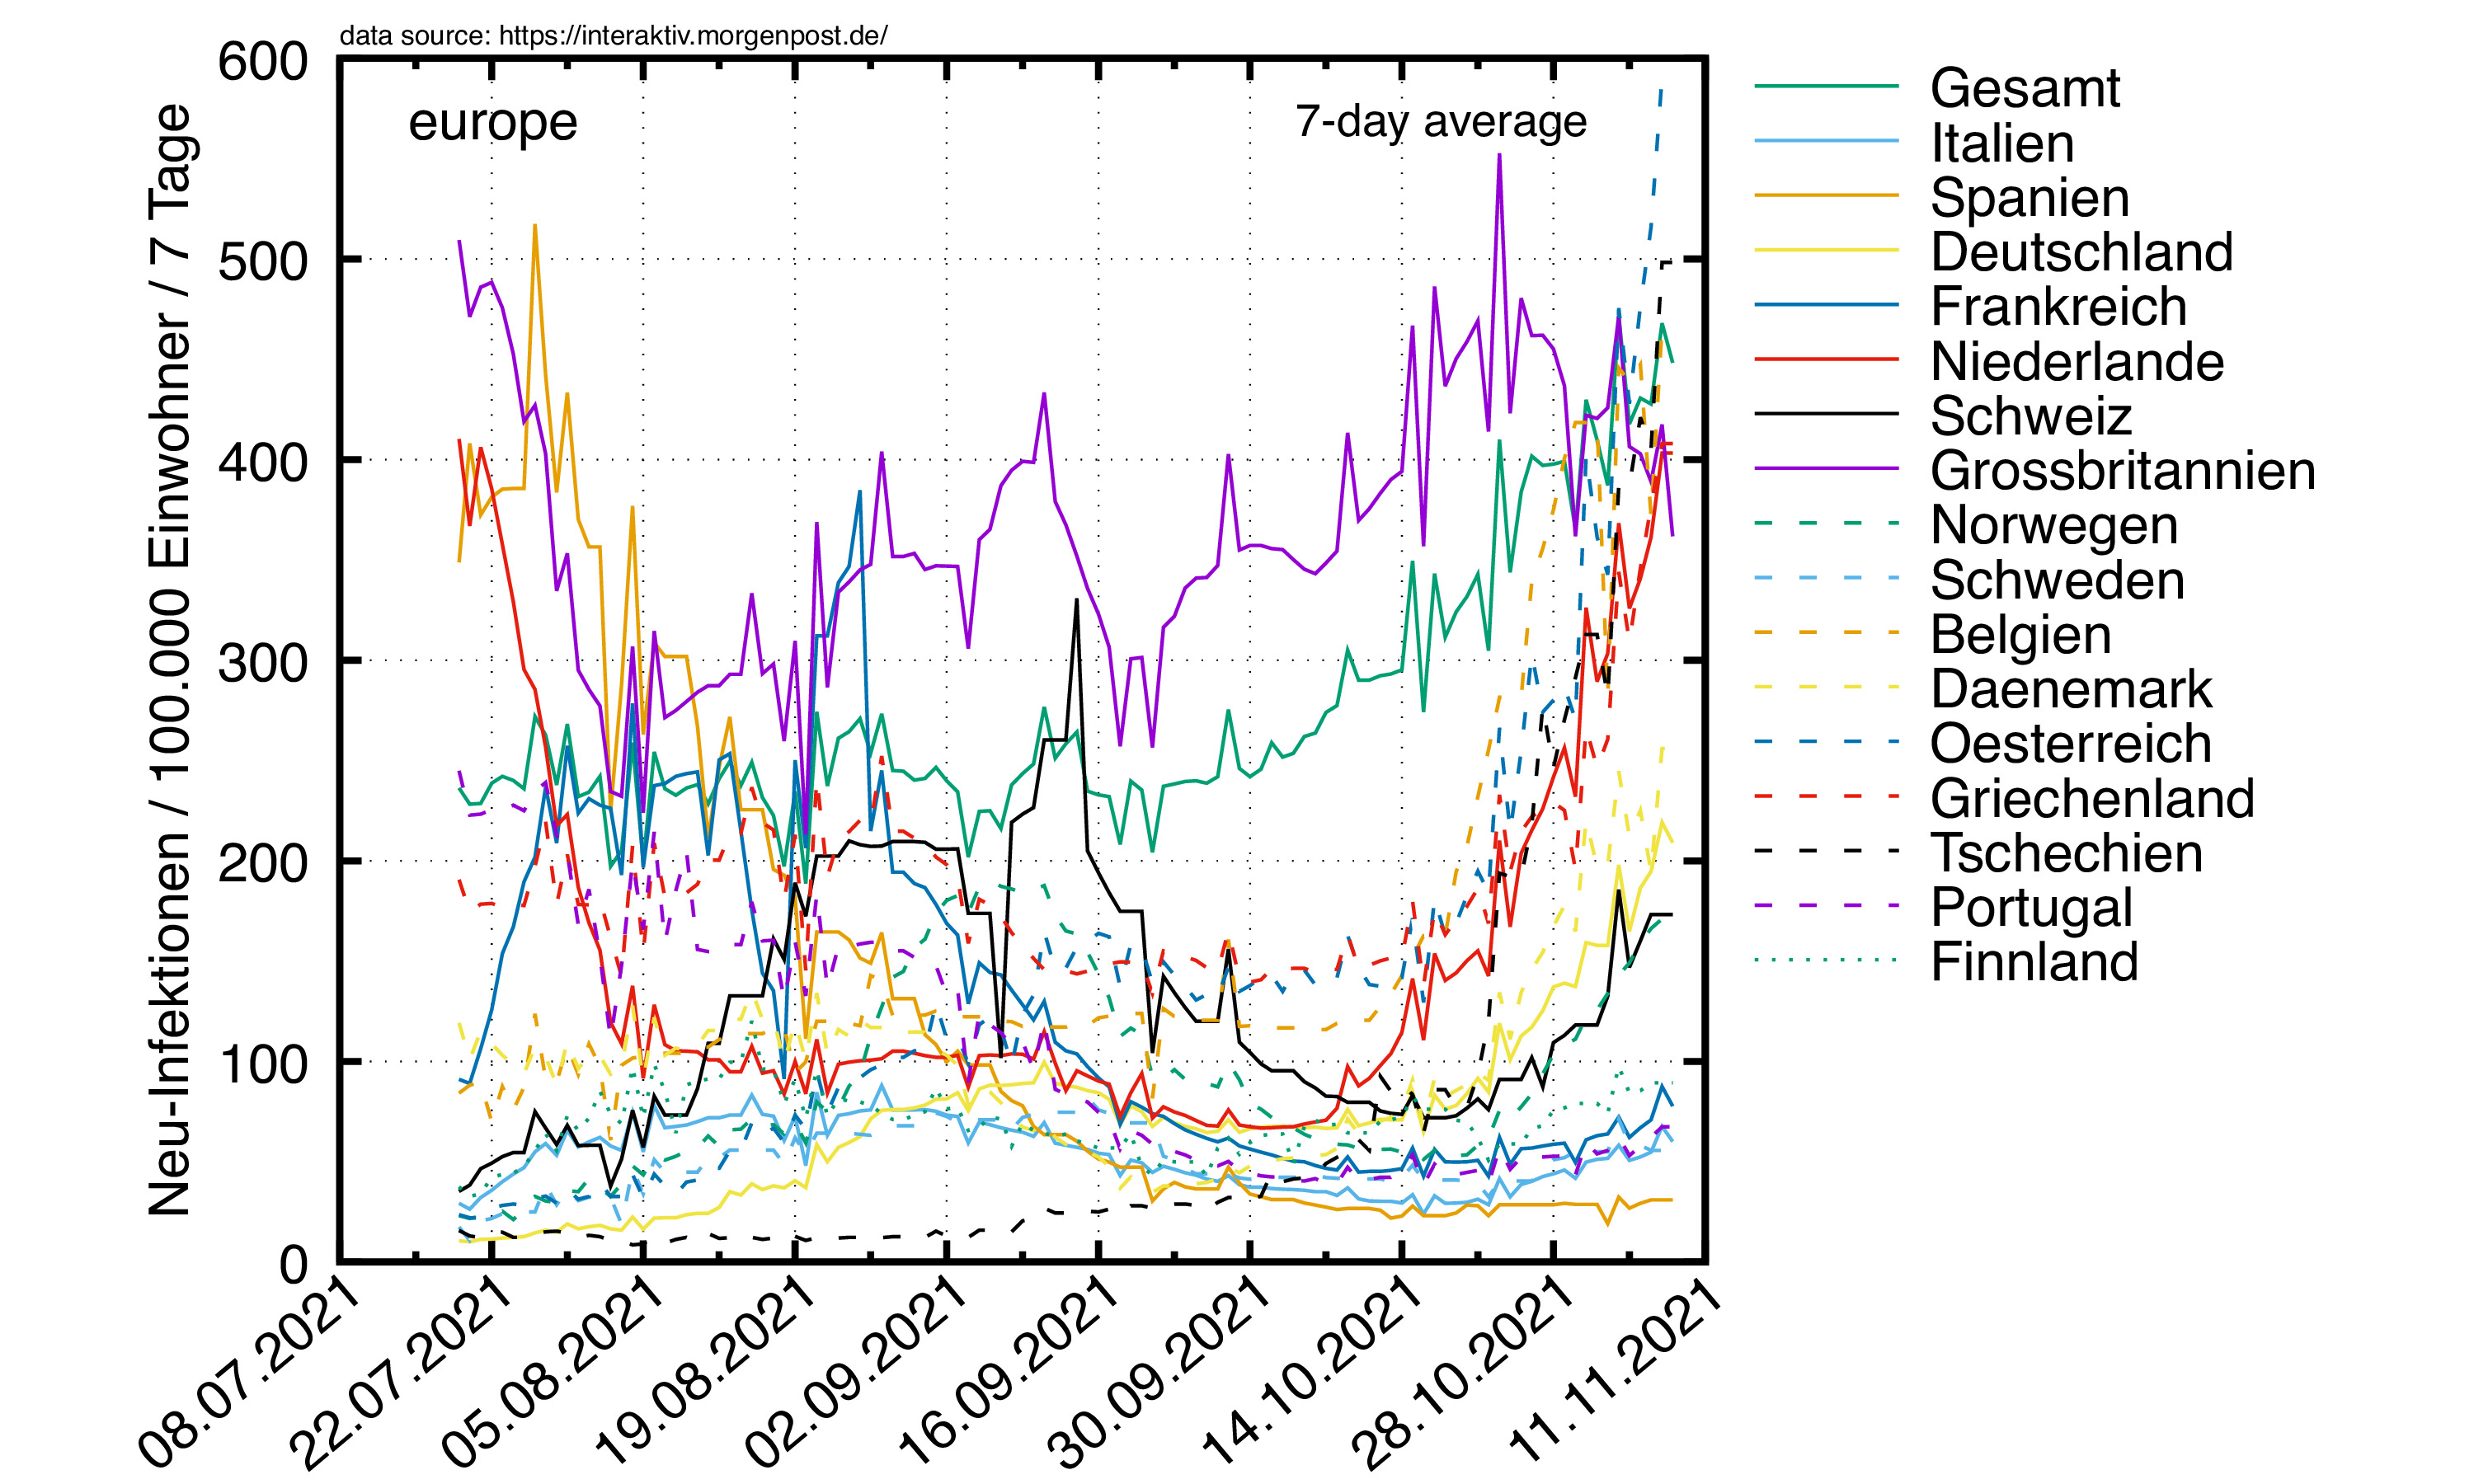 data source: https://interaktiv.morgenpost.de/
europe
7-day average
Neu-Infektionen / 100.000 Einwohner / 7 Tage
600
500
400
300
200
100
0
08.07.2021
22.07.2021
05.08.2021
19.08.2021
02.09.2021
16.09.2021
30.09.2021
14.10.2021
28.10.2021
11.11.2021
Gesamt
Italien
Spanien
Deutschland
Frankreich
Niederlande
Schweiz
Grossbritannien
Norwegen
Schweden
Belgien
Daenemark
Oesterreich
Griechenland
Tschechien
Portugal
Finnland